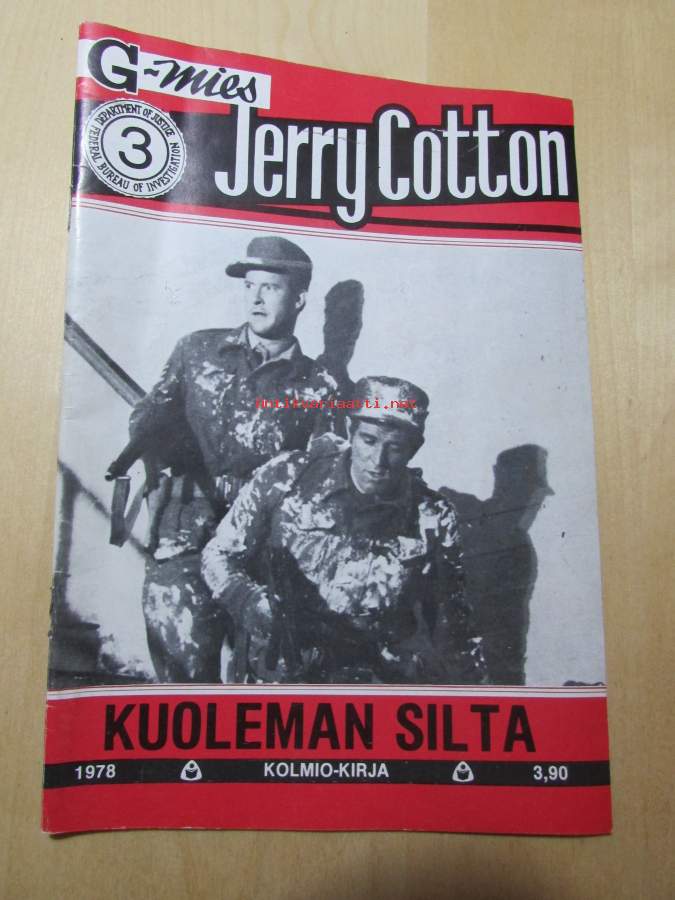 G-mies
DEPARTMENT OF JUSTICE
FEDERAL BUREAU OF INVESTIGATION
3
Jerry Cotton
antikvariaatti.net
KUOLEMAN SILTA
1978 KOLMIO-KIRJA 3,90